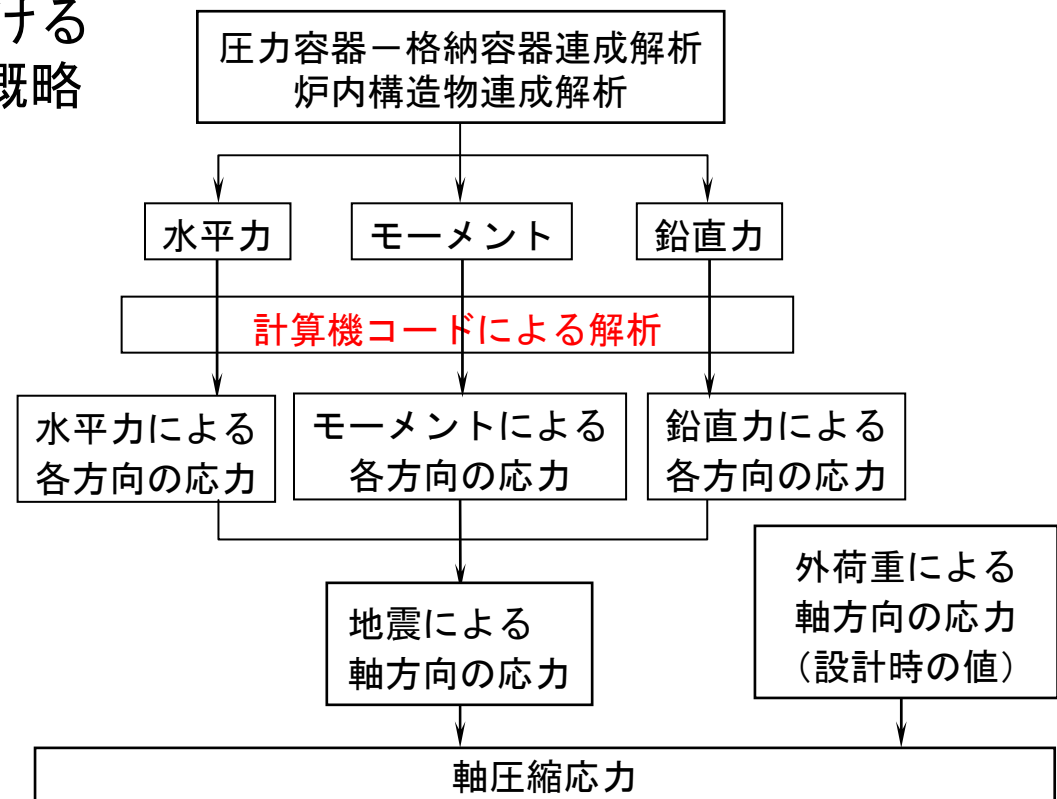 ける
概略
圧力容器－格納容器連成解析
炉内構造物連成解析
水平力
モーメント
鉛直力
計算機コードによる解析
水平力による
各方向の応力
モーメントによる
各方向の応力
鉛直力による
各方向の応力
外荷重による
軸方向の応力
（設計時の値）
地震による
軸方向の応力
軸圧縮応力